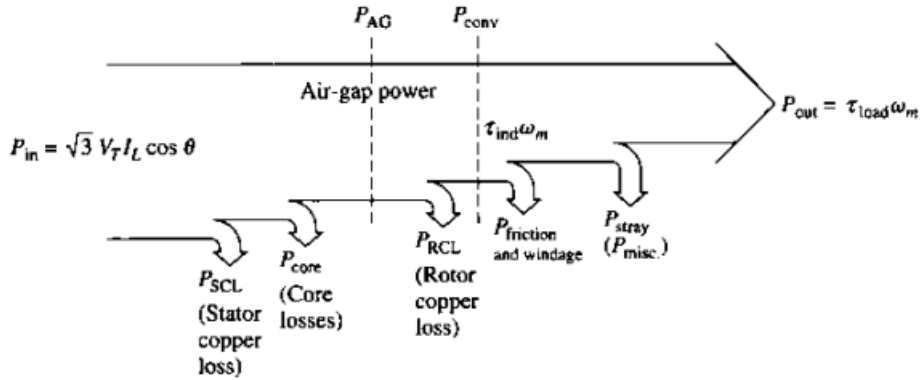 P_AG
P_conv
Air-gap power
P_out = τ_load ω_m
P_in = √3 V_T I_L cos θ
τ_ind ω_m
P_SCL
(Stator
copper
loss)
P_core
(Core
losses)
P_RCL
(Rotor
copper
loss)
P_friction
and windage
P_stray
(P_misc.)